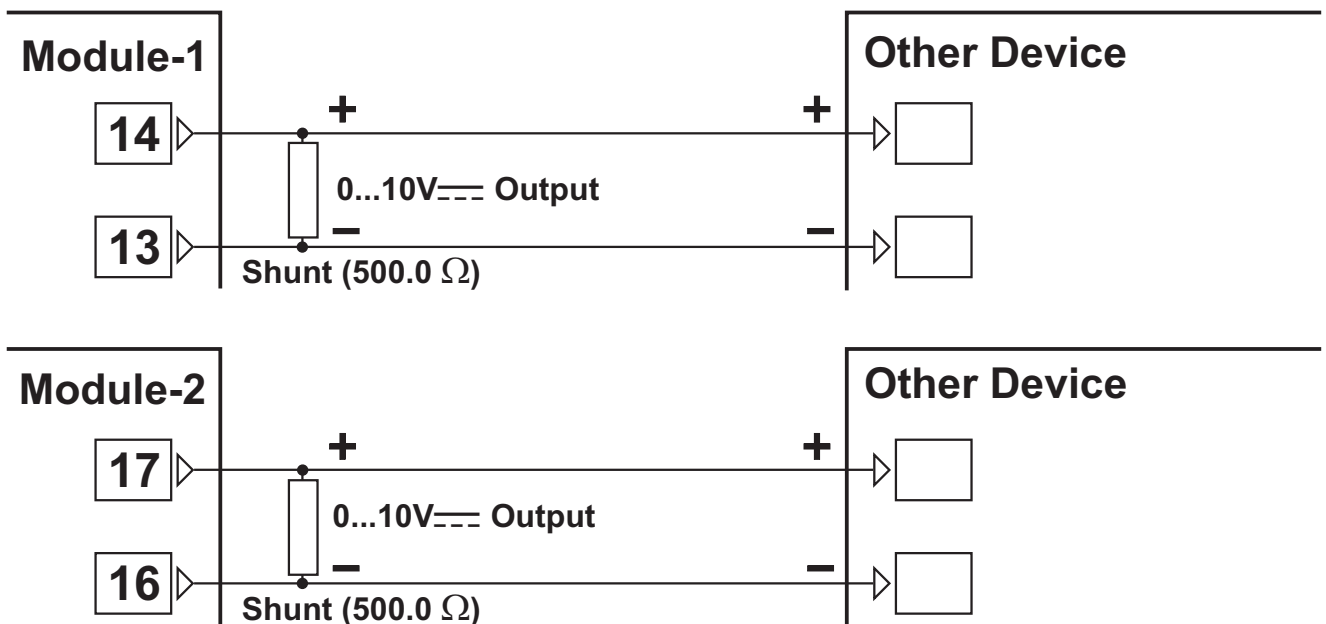 Module-1
Other Device
14
+
+
0...10V⎓ Output
13
−
−
Shunt (500.0 Ω)
Module-2
Other Device
17
+
+
0...10V⎓ Output
16
−
−
Shunt (500.0 Ω)